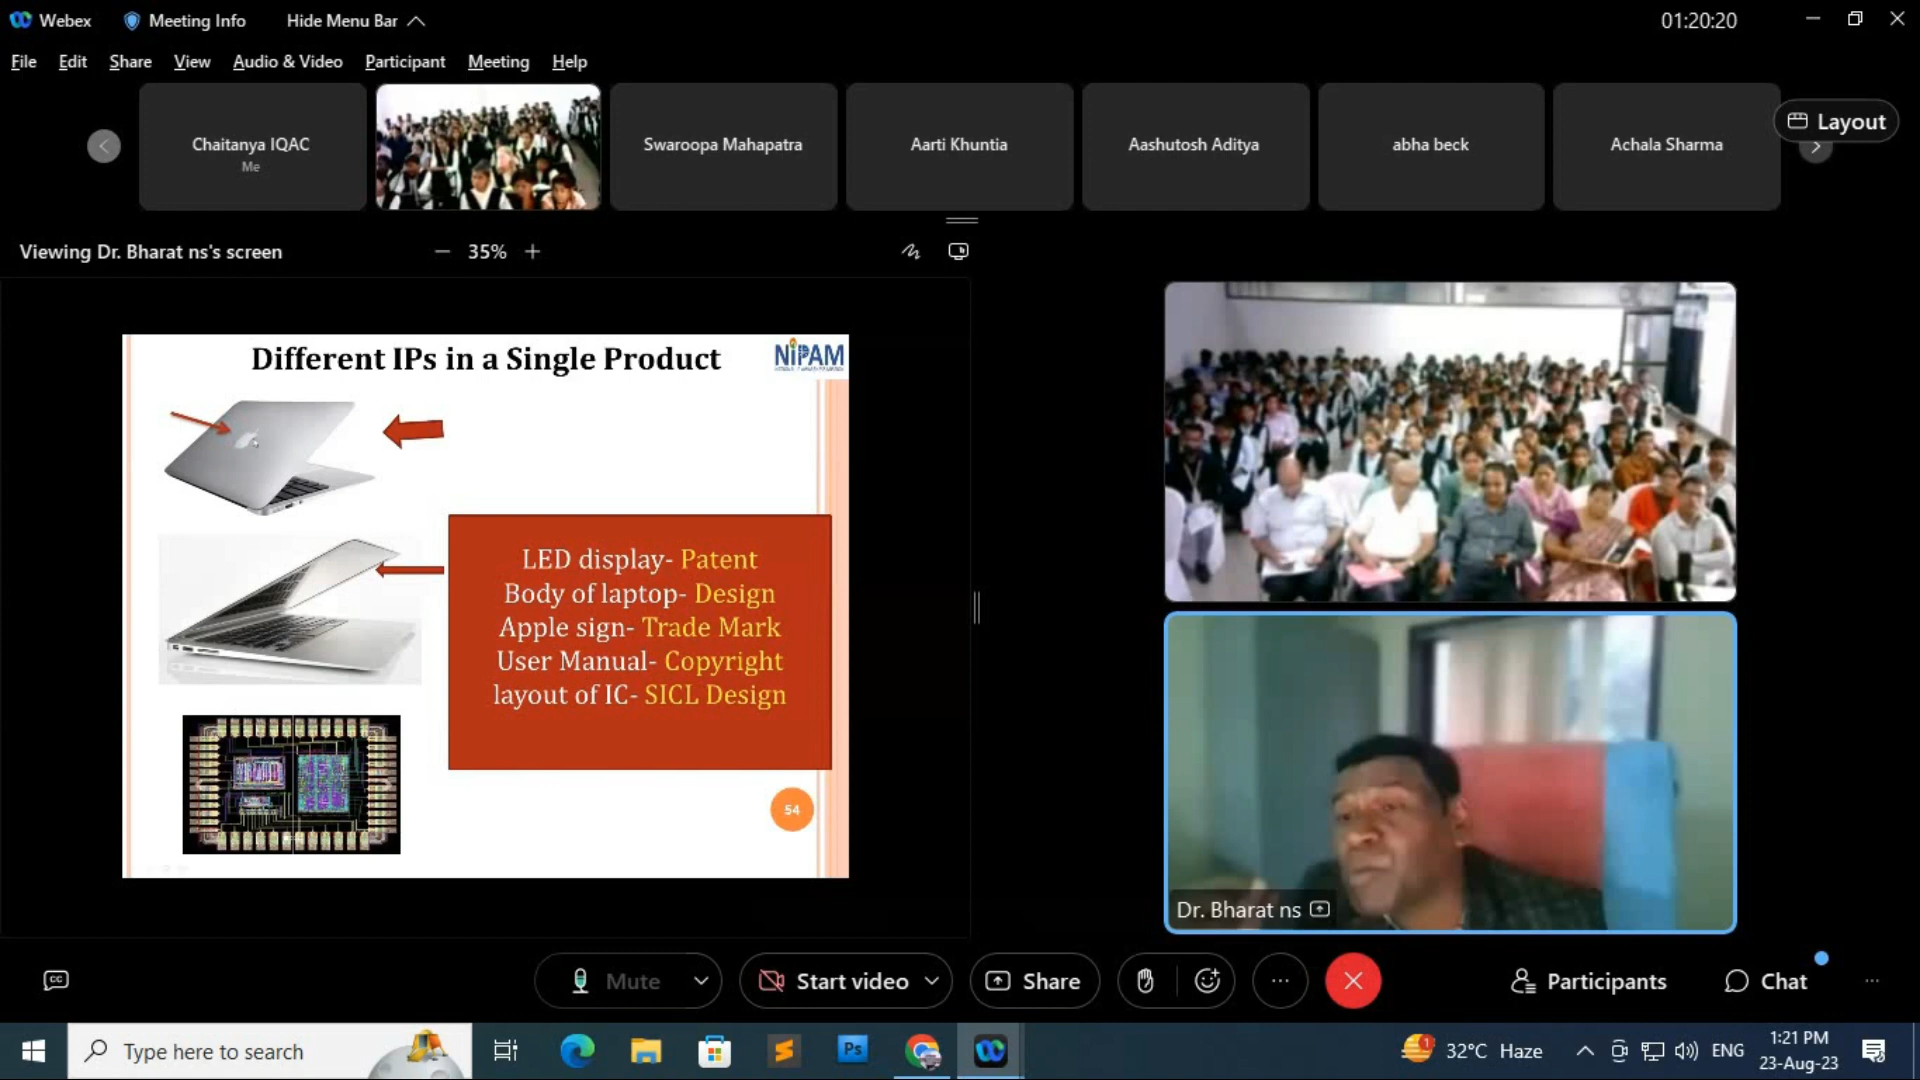 Webex
Meeting Info
Hide Menu Bar
01:20:20
File Edit Share View Audio & Video Participant Meeting Help
Chaitanya IQAC
Me
Swaroopa Mahapatra
Aarti Khuntia
Aashutosh Aditya
abha beck
Achala Sharma
Layout
Viewing Dr. Bharat ns's screen
35%
Different IPs in a Single Product
NIPAM
LED display- Patent
Body of laptop- Design
Apple sign- Trade Mark
User Manual- Copyright
layout of IC- SICL Design
54
Dr. Bharat ns
CC
Mute
Start video
Share
Participants
Chat
Type here to search
Ps
1
32°C Haze
ENG
1:21 PM
23-Aug-23